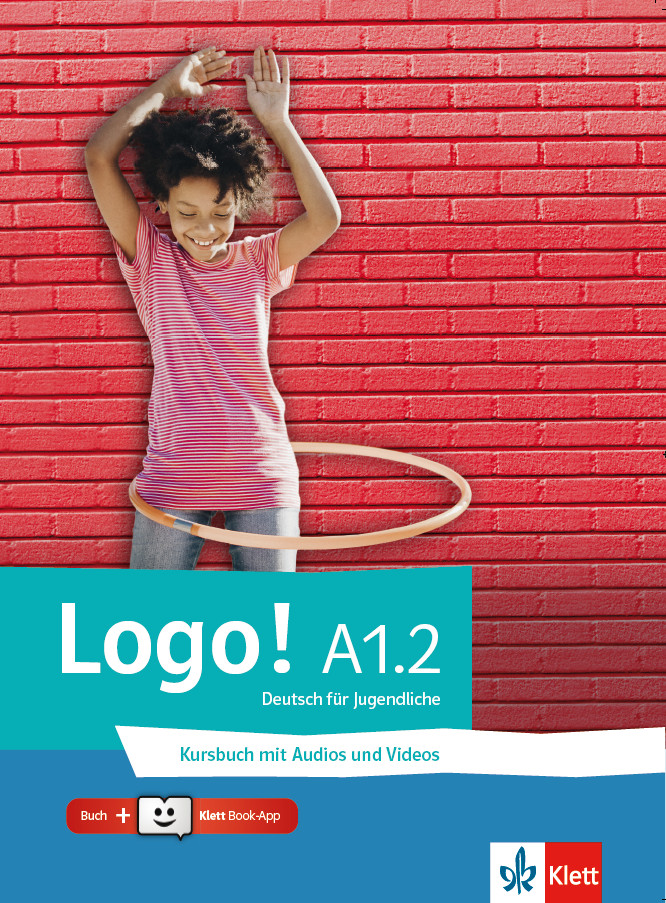 Logo! A1.2
Deutsch für Jugendliche
Kursbuch mit Audios und Videos
Buch + Klett Book-App
Klett